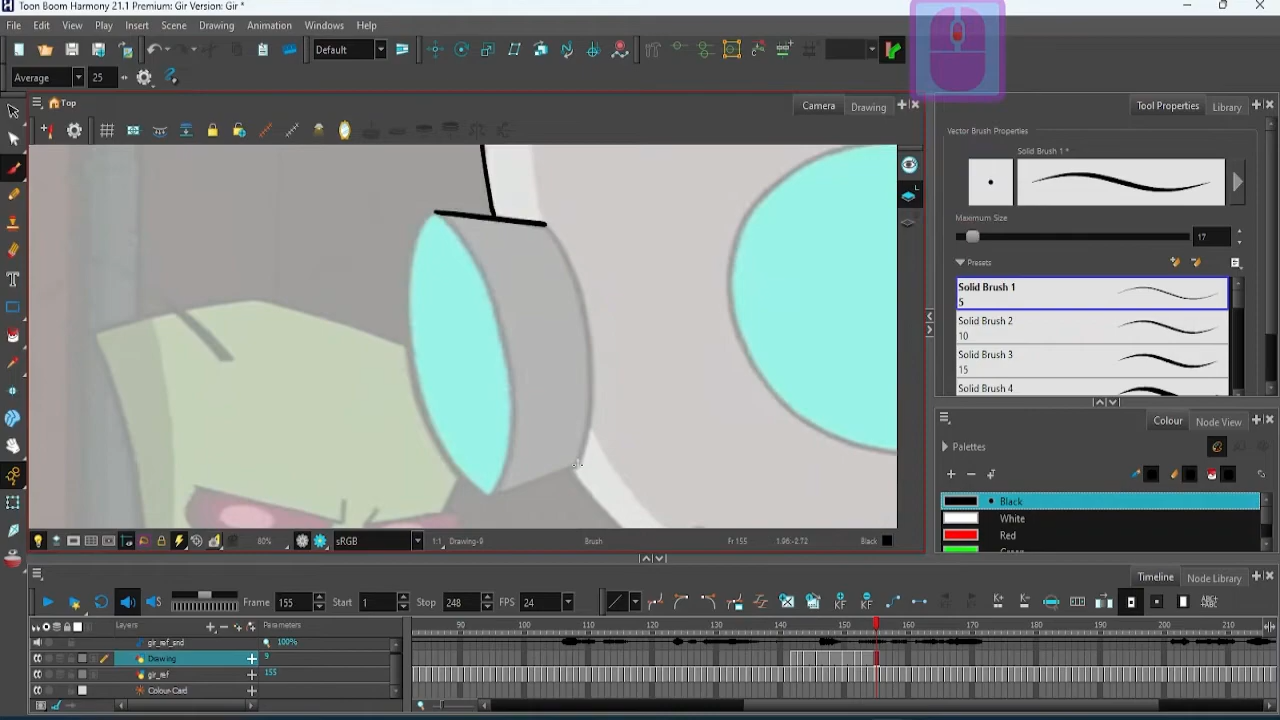 Toon Boom Harmony 21.1 Premium: Gir Version: Gir *
File Edit View Play Insert Scene Drawing Animation Windows Help
Default
Average 25
Top
Camera Drawing
Tool Properties Library
Vector Brush Properties
Solid Brush 1 *
Maximum Size
17
Presets
Solid Brush 1
5
Solid Brush 2
10
Solid Brush 3
15
Solid Brush 4
Colour Node View
Palettes
Black
White
Red
80% sRGB 1:1 Drawing-9 Brush Fr 155 1.96:-2.72 Black
Timeline Node Library
Frame 155 Start 1 Stop 248 FPS 24
Layers Parameters
90 100 110 120 130 140 150 160 170 180 190 200 210
gir_ref_snd 100%
Drawing 9
gir_ref 155
Colour-Card